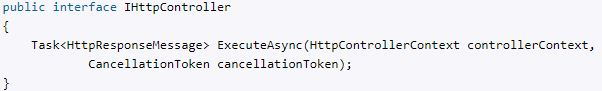 public interface IHttpController
{
    Task<HttpResponseMessage> ExecuteAsync(HttpControllerContext controllerContext,
            CancellationToken cancellationToken);
}